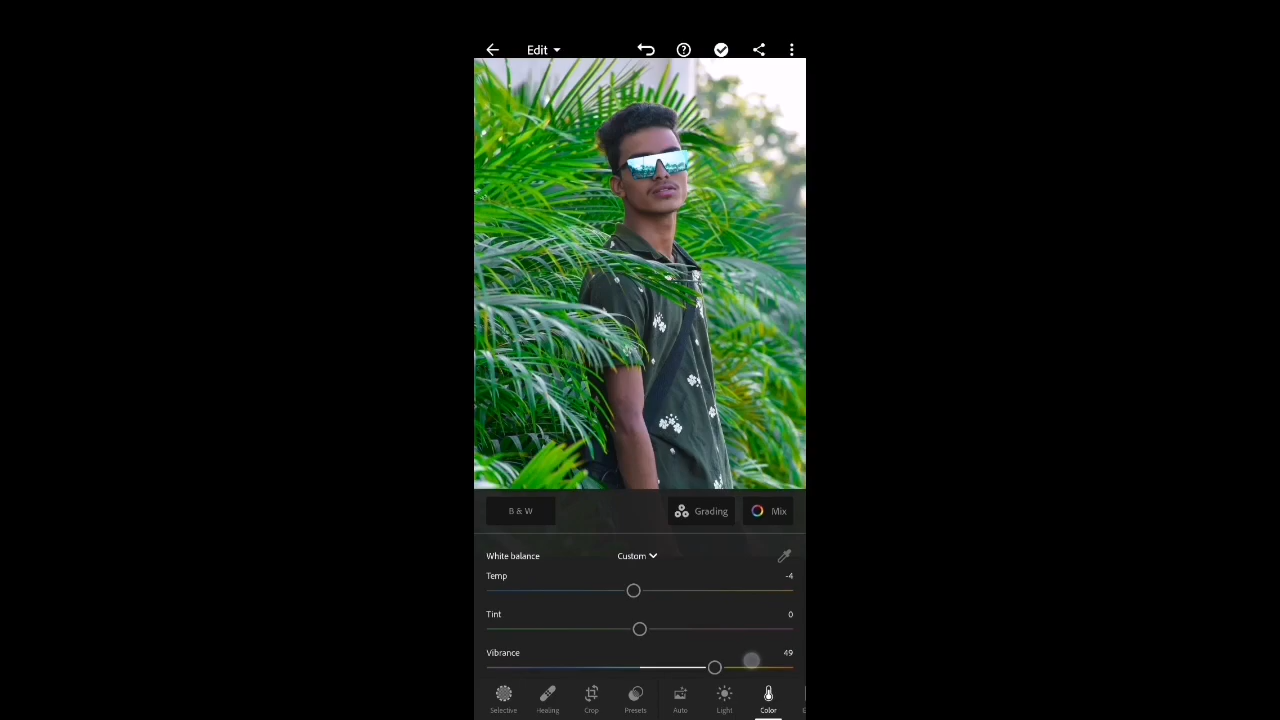 Edit
B & W
Grading
Mix
White balance
Custom
Temp
-4
Tint
0
Vibrance
49
Selective
Healing
Crop
Presets
Auto
Light
Color